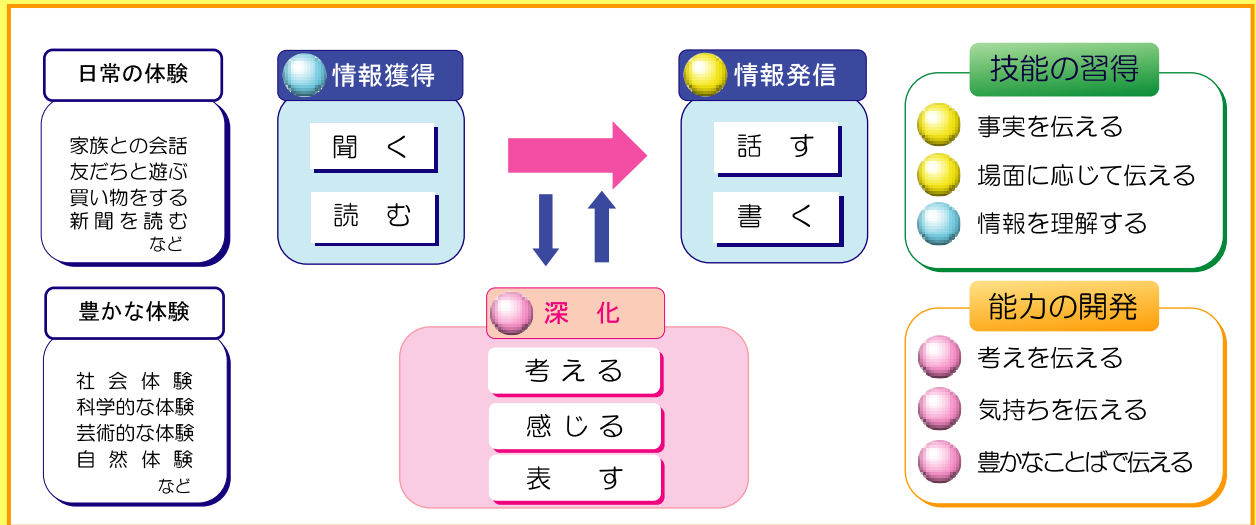 日常の体験
家族との会話
友だちと遊ぶ
買い物をする
新聞を読む
など
豊かな体験
社会体験
科学的な体験
芸術的な体験
自然体験
など
情報獲得
聞く
読む
情報発信
話す
書く
深化
考える
感じる
表す
技能の習得
事実を伝える
場面に応じて伝える
情報を理解する
能力の開発
考えを伝える
気持ちを伝える
豊かなことばで伝える